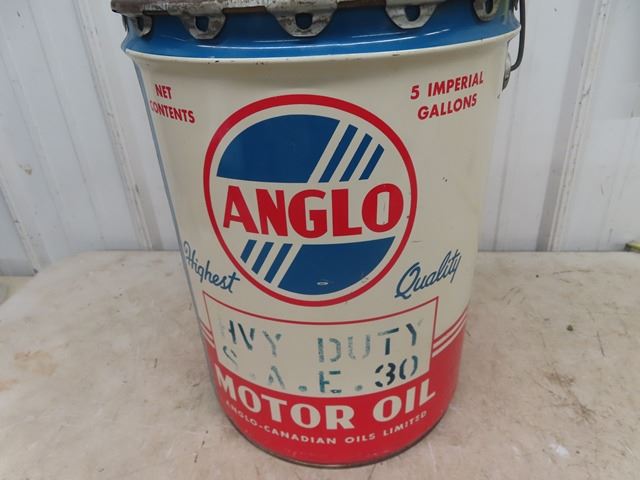 NET
CONTENTS
5 IMPERIAL
GALLONS
ANGLO
Highest
Quality
HVY DUTY
S.A.E.30
MOTOR OIL
ANGLO-CANADIAN OILS LIMITED